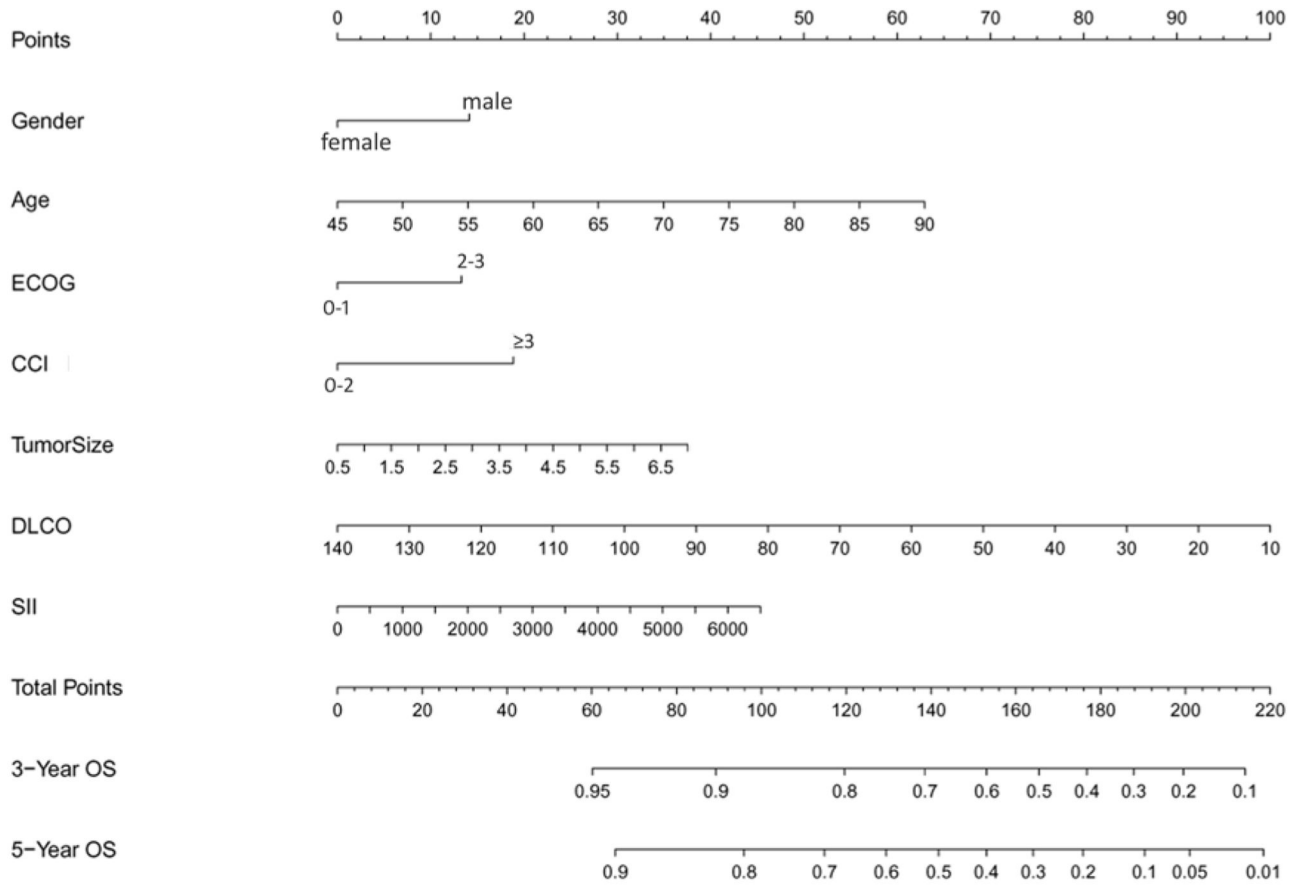 Points
0 10 20 30 40 50 60 70 80 90 100
Gender
male
female
Age
45 50 55 60 65 70 75 80 85 90
ECOG
2-3
0-1
CCI
≥3
0-2
TumorSize
0.5 1.5 2.5 3.5 4.5 5.5 6.5
DLCO
140 130 120 110 100 90 80 70 60 50 40 30 20 10
SII
0 1000 2000 3000 4000 5000 6000
Total Points
0 20 40 60 80 100 120 140 160 180 200 220
3−Year OS
0.95 0.9 0.8 0.7 0.6 0.5 0.4 0.3 0.2 0.1
5−Year OS
0.9 0.8 0.7 0.6 0.5 0.4 0.3 0.2 0.1 0.05 0.01